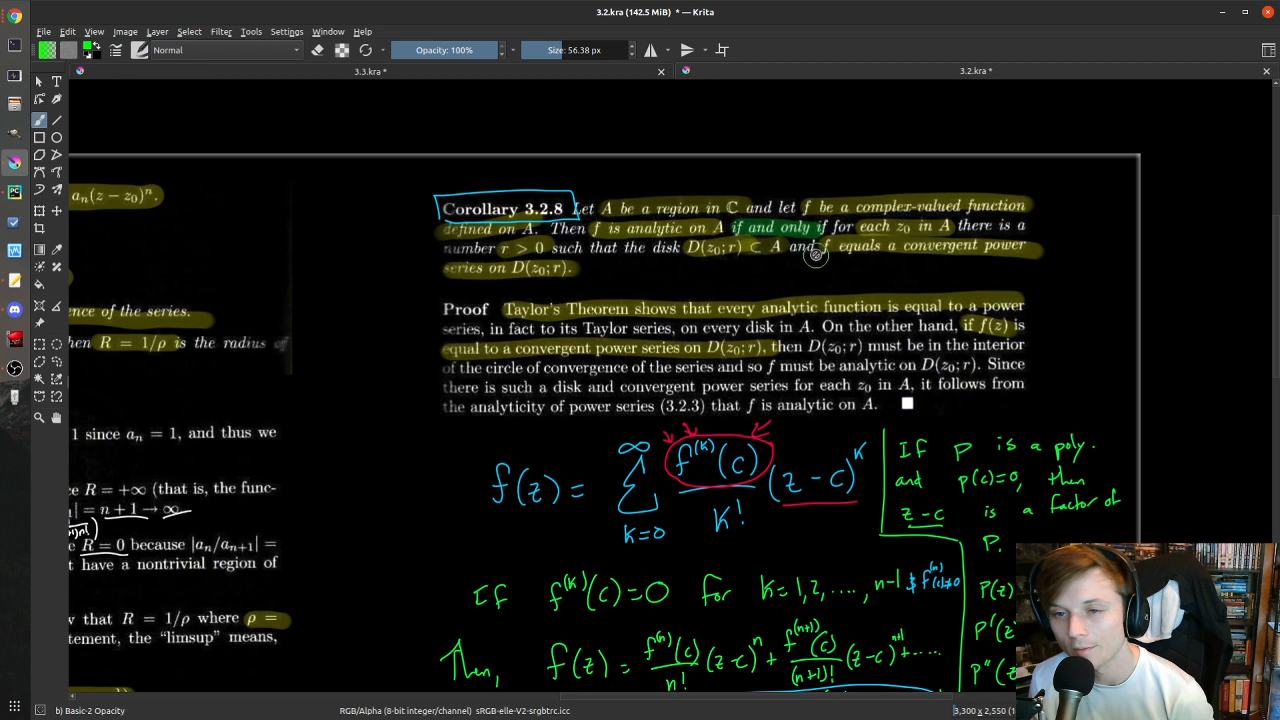 3.2.kra (142.5 MiB) * — Krita
File Edit View Image Layer Select Filter Tools Settings Window Help
Normal Opacity: 100% Size: 56.38 px
3.3.kra * 3.2.kra *
aₙ(z − z₀)ⁿ.
nce of the series.
hen R = 1/ρ is the radius of
1 since aₙ = 1, and thus we
e R = +∞ (that is, the func-
| = n + 1 → ∞
R = 0 because |aₙ/aₙ₊₁| =
t have a nontrivial region of
v that R = 1/ρ where ρ =
tement, the "limsup" means,
Corollary 3.2.8 Let A be a region in ℂ and let f be a complex-valued function
defined on A. Then f is analytic on A if and only if for each z₀ in A there is a
number r > 0 such that the disk D(z₀; r) ⊂ A and f equals a convergent power
series on D(z₀; r).
Proof Taylor's Theorem shows that every analytic function is equal to a power
series, in fact to its Taylor series, on every disk in A. On the other hand, if f(z) is
equal to a convergent power series on D(z₀; r), then D(z₀; r) must be in the interior
of the circle of convergence of the series and so f must be analytic on D(z₀; r). Since
there is such a disk and convergent power series for each z₀ in A, it follows from
the analyticity of power series (3.2.3) that f is analytic on A. ■
f(z) = ∞ Σ k=0 f⁽ᵏ⁾(c) / k! (z − c)ᵏ
If P is a poly.
and p(c)=0, then
z − c is a factor of
P.
P(z)
P'(z
P''(z
If f⁽ᵏ⁾(c) = 0 for k = 1, 2, ...., n−1 & f⁽ⁿ⁾(c) ≠ 0
Then, f(z) = f⁽ⁿ⁾(c) / n! (z − c)ⁿ + f⁽ⁿ⁺¹⁾(c) / (n+1)! (z − c)ⁿ⁺¹ + ....
b) Basic-2 Opacity RGB/Alpha (8-bit integer/channel) sRGB-elle-V2-srgbtrc.icc 3,300 x 2,550 (1